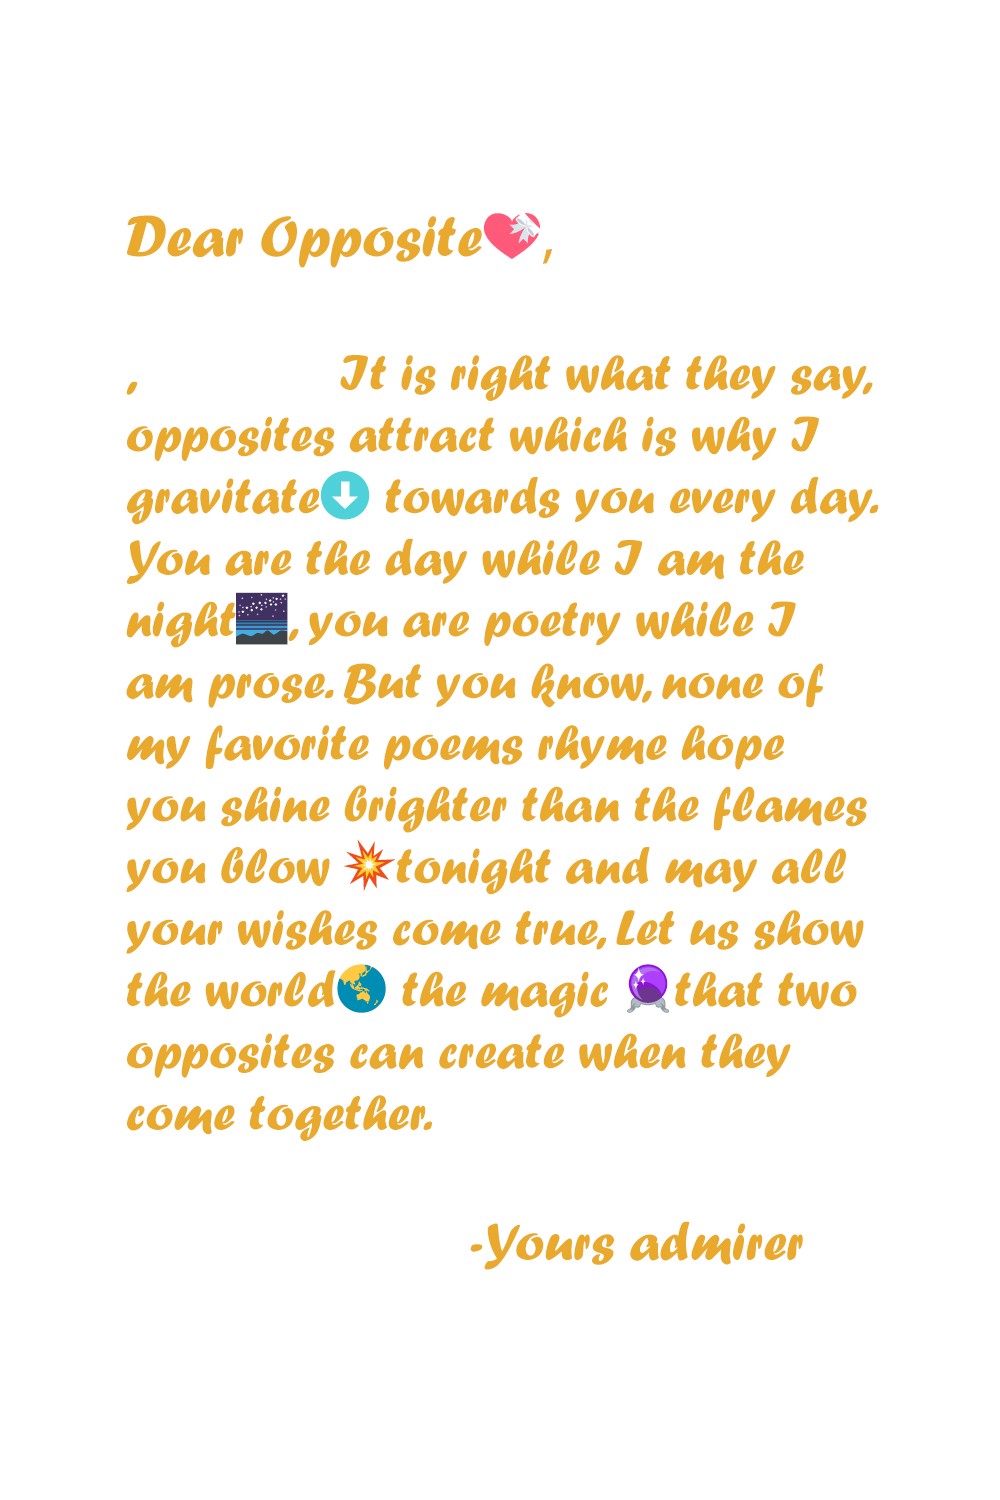 Dear Opposite💝,
, It is right what they say,
opposites attract which is why I
gravitate⬇️ towards you every day.
You are the day while I am the
night🌌, you are poetry while I
am prose. But you know, none of
my favorite poems rhyme hope
you shine brighter than the flames
you blow 💥tonight and may all
your wishes come true, Let us show
the world🌏 the magic 🔮that two
opposites can create when they
come together.
-Yours admirer